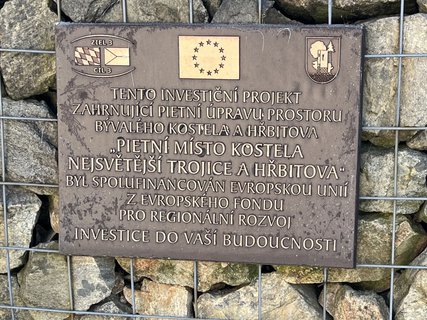 ZIEL 3
CÍL 3
TENTO INVESTIČNÍ PROJEKT
ZAHRNUJÍCÍ PIETNÍ ÚPRAVU PROSTORU
BÝVALÉHO KOSTELA A HŘBITOVA
„PIETNÍ MÍSTO KOSTELA
NEJSVĚTĚJŠÍ TROJICE A HŘBITOVA“
BYL SPOLUFINANCOVÁN EVROPSKOU UNIÍ
Z EVROPSKÉHO FONDU
PRO REGIONÁLNÍ ROZVOJ
INVESTICE DO VAŠÍ BUDOUCNOSTI